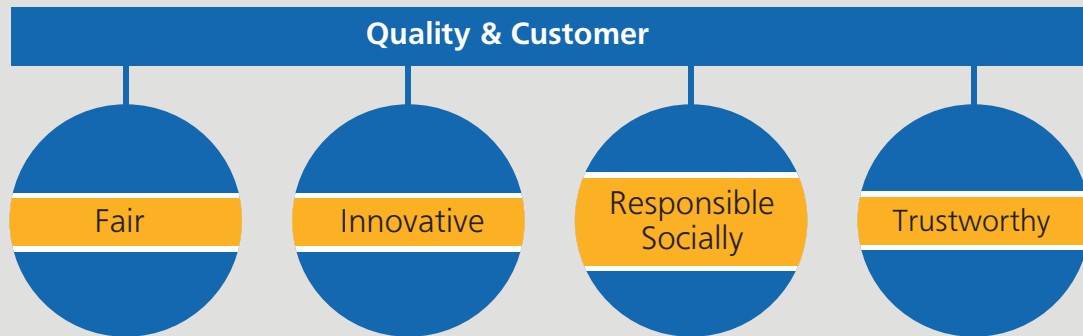 Quality & Customer
Fair
Innovative
Responsible
Socially
Trustworthy